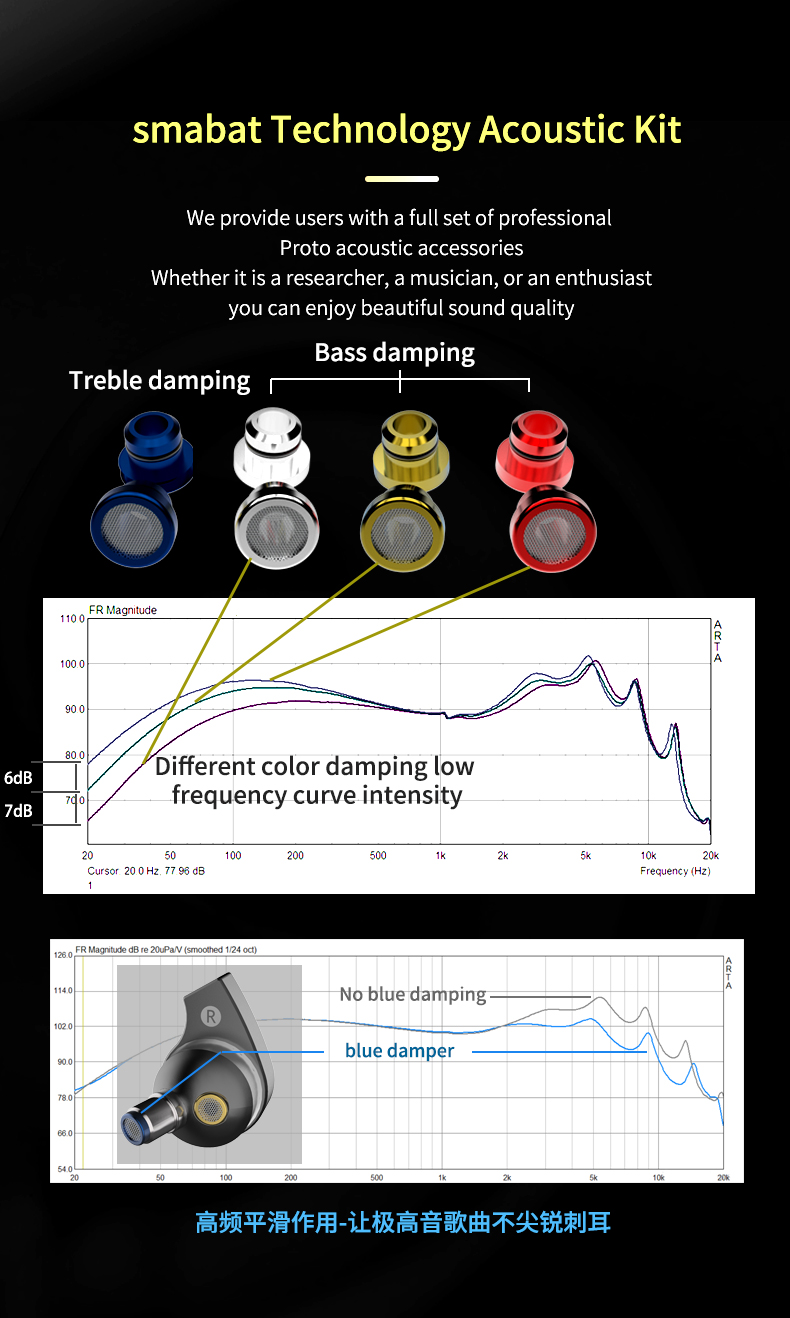 smabat Technology Acoustic Kit
We provide users with a full set of professional
Proto acoustic accessories
Whether it is a researcher, a musician, or an enthusiast
you can enjoy beautiful sound quality
Bass damping
Treble damping
FR Magnitude
110 0
100 0
90 0
80 0
70 0
A
R
T
A
6dB
7dB
Different color damping low
frequency curve intensity
20 50 100 200 500 1k 2k 5k 10k 20k
Cursor 20 0 Hz 77 96 dB
Frequency (Hz)
1
FR Magnitude dB re 20uPa/V (smoothed 1/24 oct)
126.0
114.0
102.0
90.0
78.0
66.0
54.0
A
R
T
A
No blue damping
R
blue damper
20 50 100 200 500 1k 2k 5k 10k 20k
高频平滑作用-让极高音歌曲不尖锐刺耳